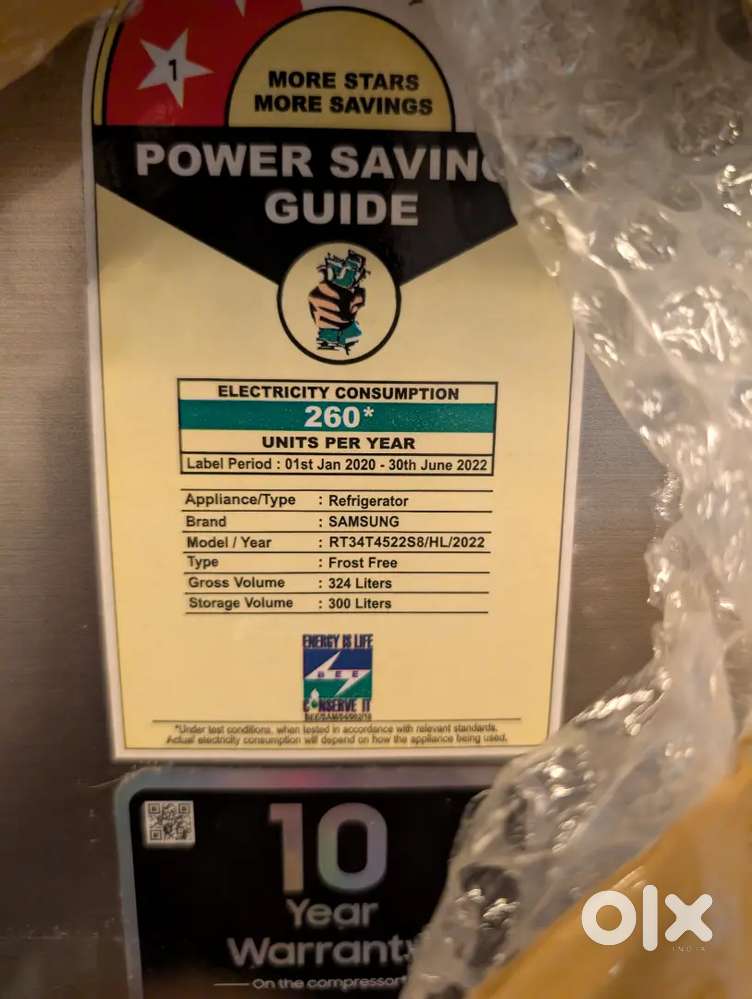 1
MORE STARS
MORE SAVINGS
POWER SAVING
GUIDE
ELECTRICITY CONSUMPTION
260*
UNITS PER YEAR
Label Period : 01st Jan 2020 - 30th June 2022
Appliance/Type : Refrigerator
Brand : SAMSUNG
Model / Year : RT34T4522S8/HL/2022
Type : Frost Free
Gross Volume : 324 Liters
Storage Volume : 300 Liters
ENERGY IS LIFE
BEE
CONSERVE IT
*Under test conditions, when tested in accordance with relevant standards.
Actual electricity consumption will depend on how the appliance being used.
10
Year
Warranty
On the compressor
olx
INDIA